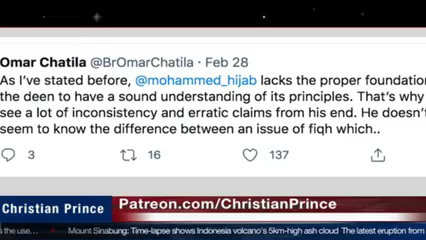 Omar Chatila @BrOmarChatila · Feb 28
As I've stated before, @mohammed_hijab lacks the proper foundation
the deen to have a sound understanding of its principles. That's why
see a lot of inconsistency and erratic claims from his end. He doesn'
seem to know the difference between an issue of fiqh which..
3 16 137
Christian Prince Patreon.com/ChristianPrince
the use... Mount Sinabung: Time-lapse shows Indonesia volcano's 5km-high ash cloud The latest eruption from